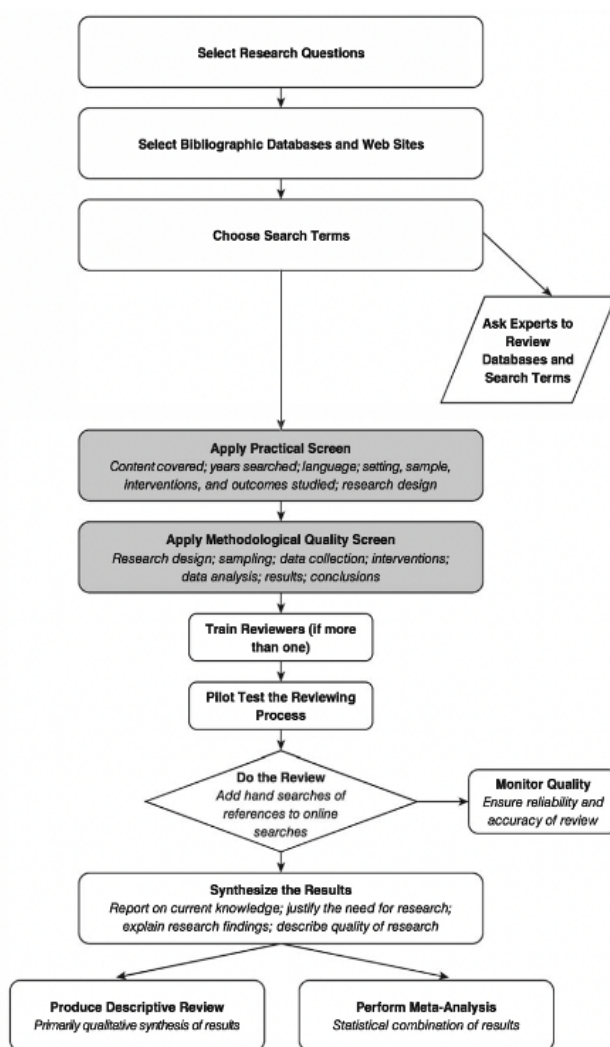 Select Research Questions
Select Bibliographic Databases and Web Sites
Choose Search Terms
Ask Experts to
Review
Databases and
Search Terms
Apply Practical Screen
Content covered; years searched; language; setting, sample,
interventions, and outcomes studied; research design
Apply Methodological Quality Screen
Research design; sampling; data collection; interventions;
data analysis; results; conclusions
Train Reviewers (if more
than one)
Pilot Test the Reviewing
Process
Do the Review
Add hand searches of
references to online
searches
Monitor Quality
Ensure reliability and
accuracy of review
Synthesize the Results
Report on current knowledge; justify the need for research;
explain research findings; describe quality of research
Produce Descriptive Review
Primarily qualitative synthesis of results
Perform Meta-Analysis
Statistical combination of results